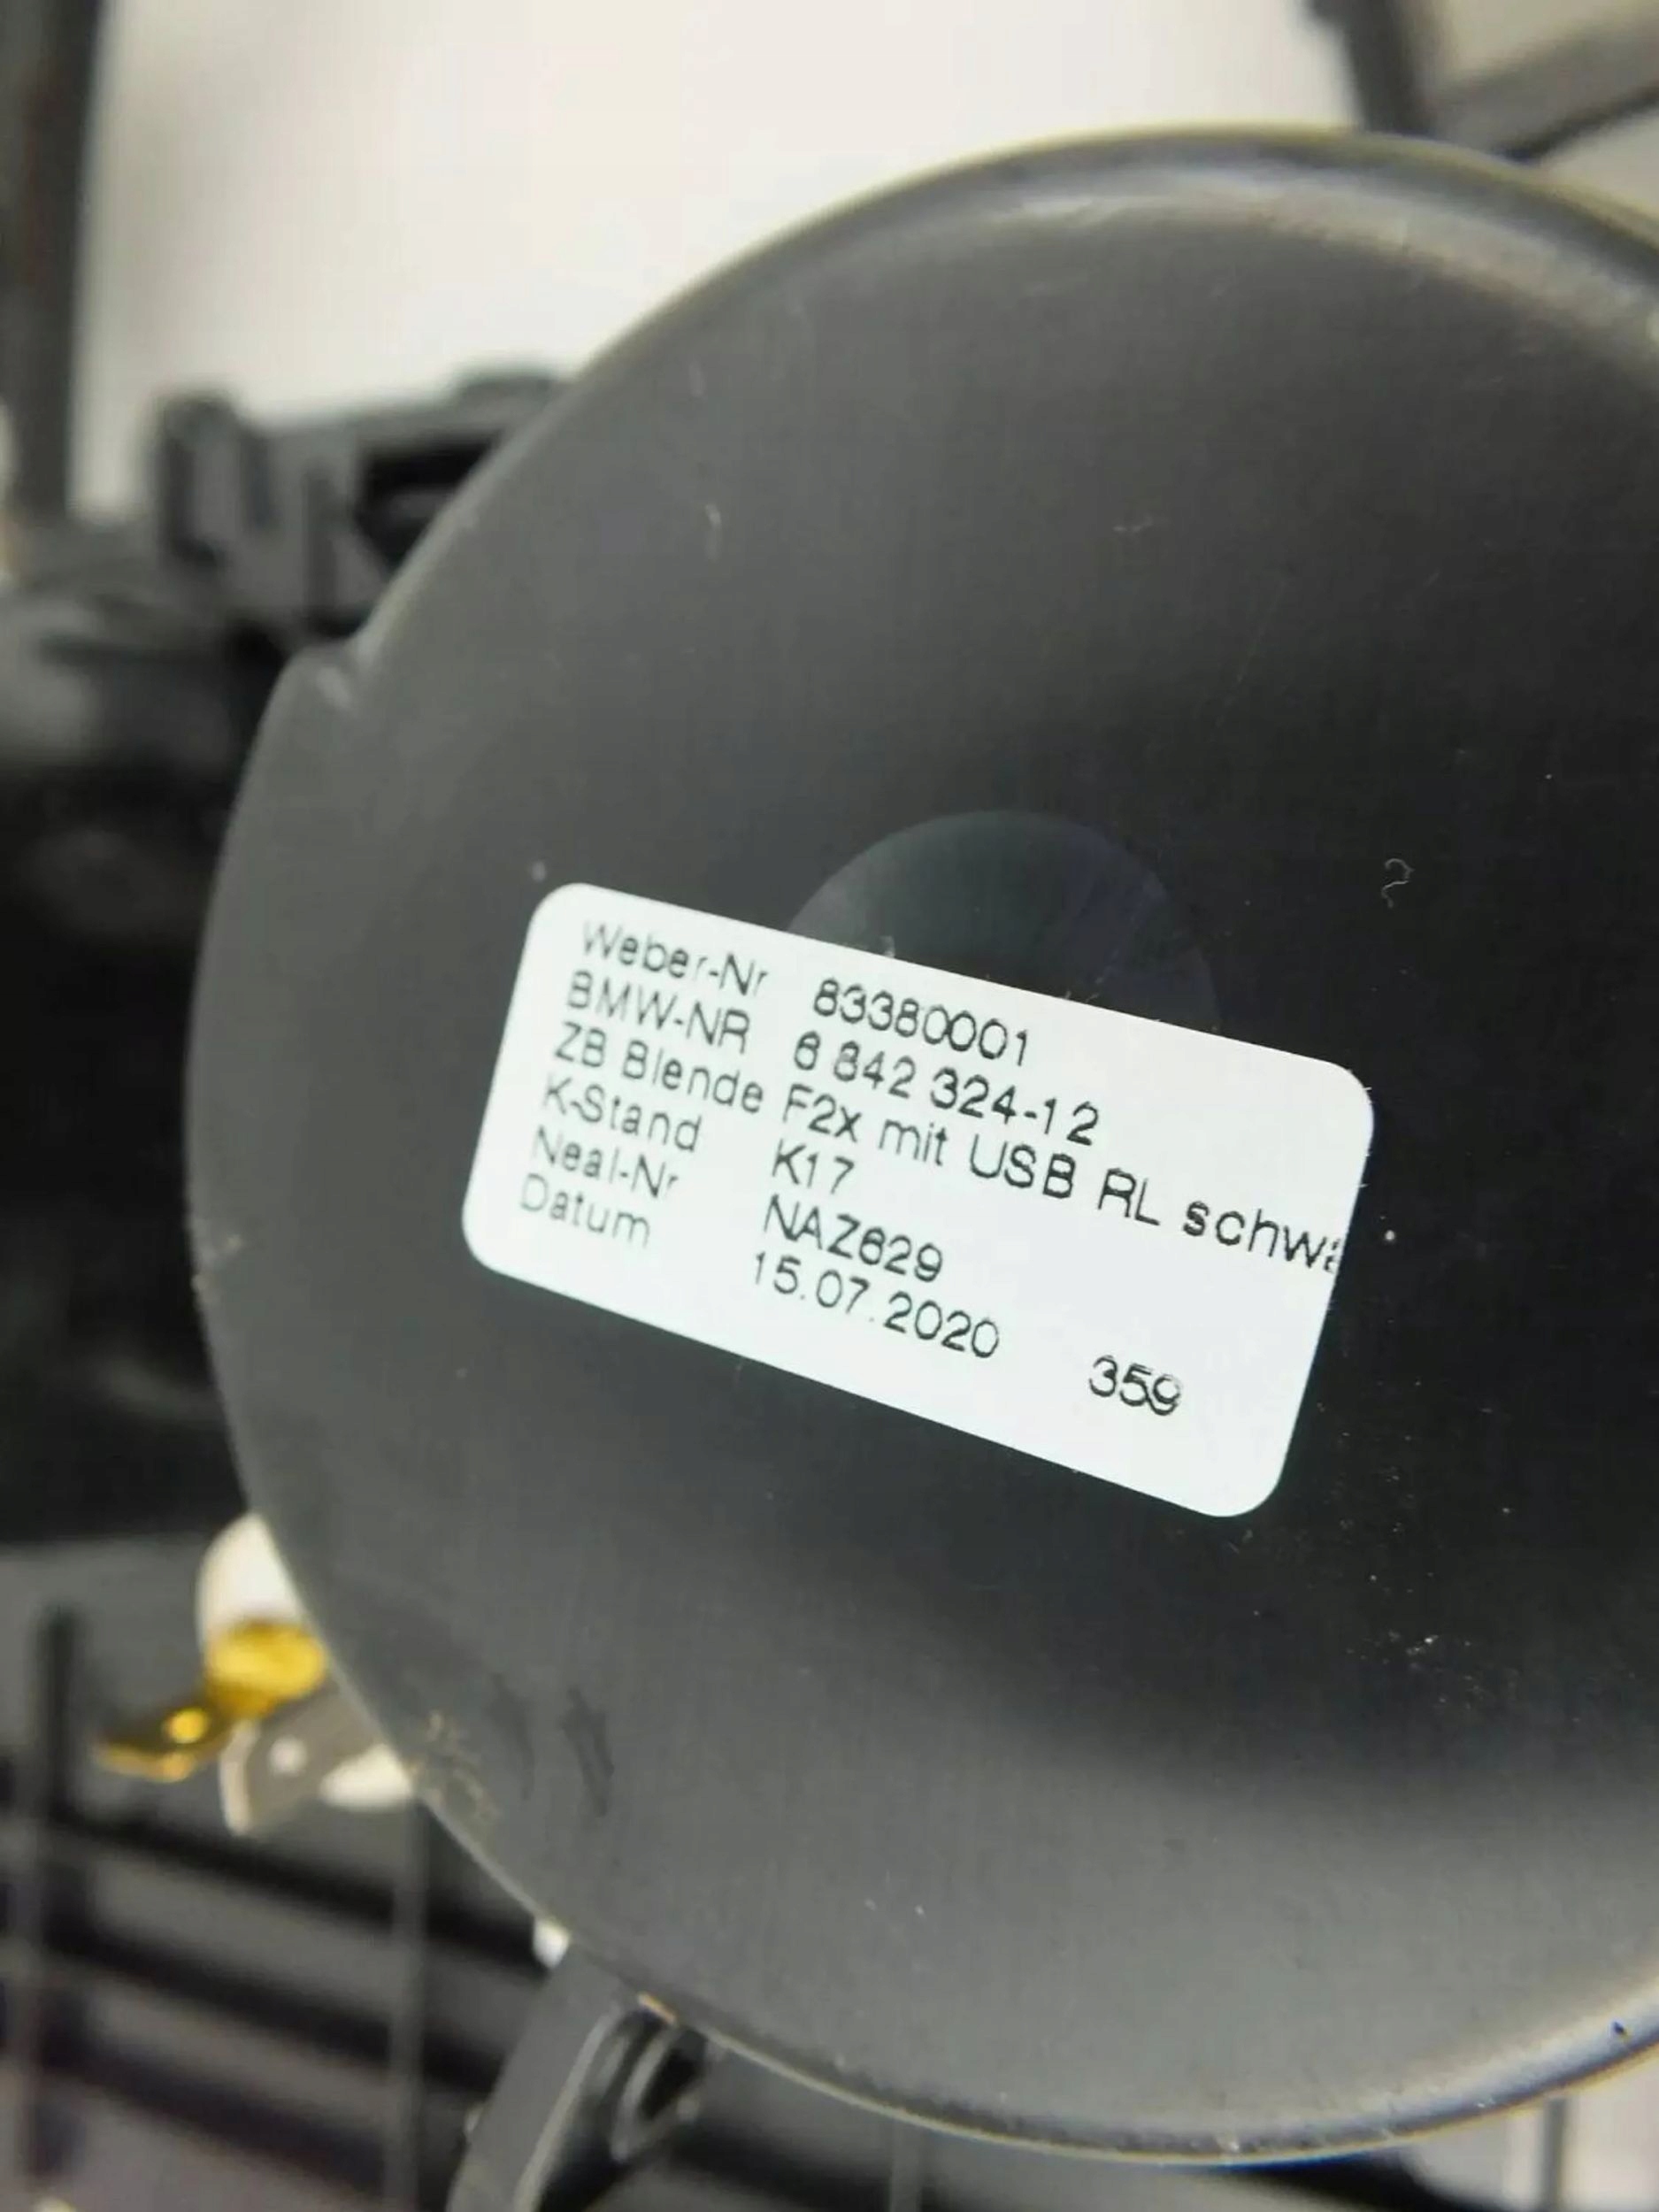 Weber-Nr 83380001
BMW-NR 6 842 324-12
ZB Blende F2x mit USB RL schwa
K-Stand K17
Neal-Nr NAZ629
Datum 15.07.2020 359